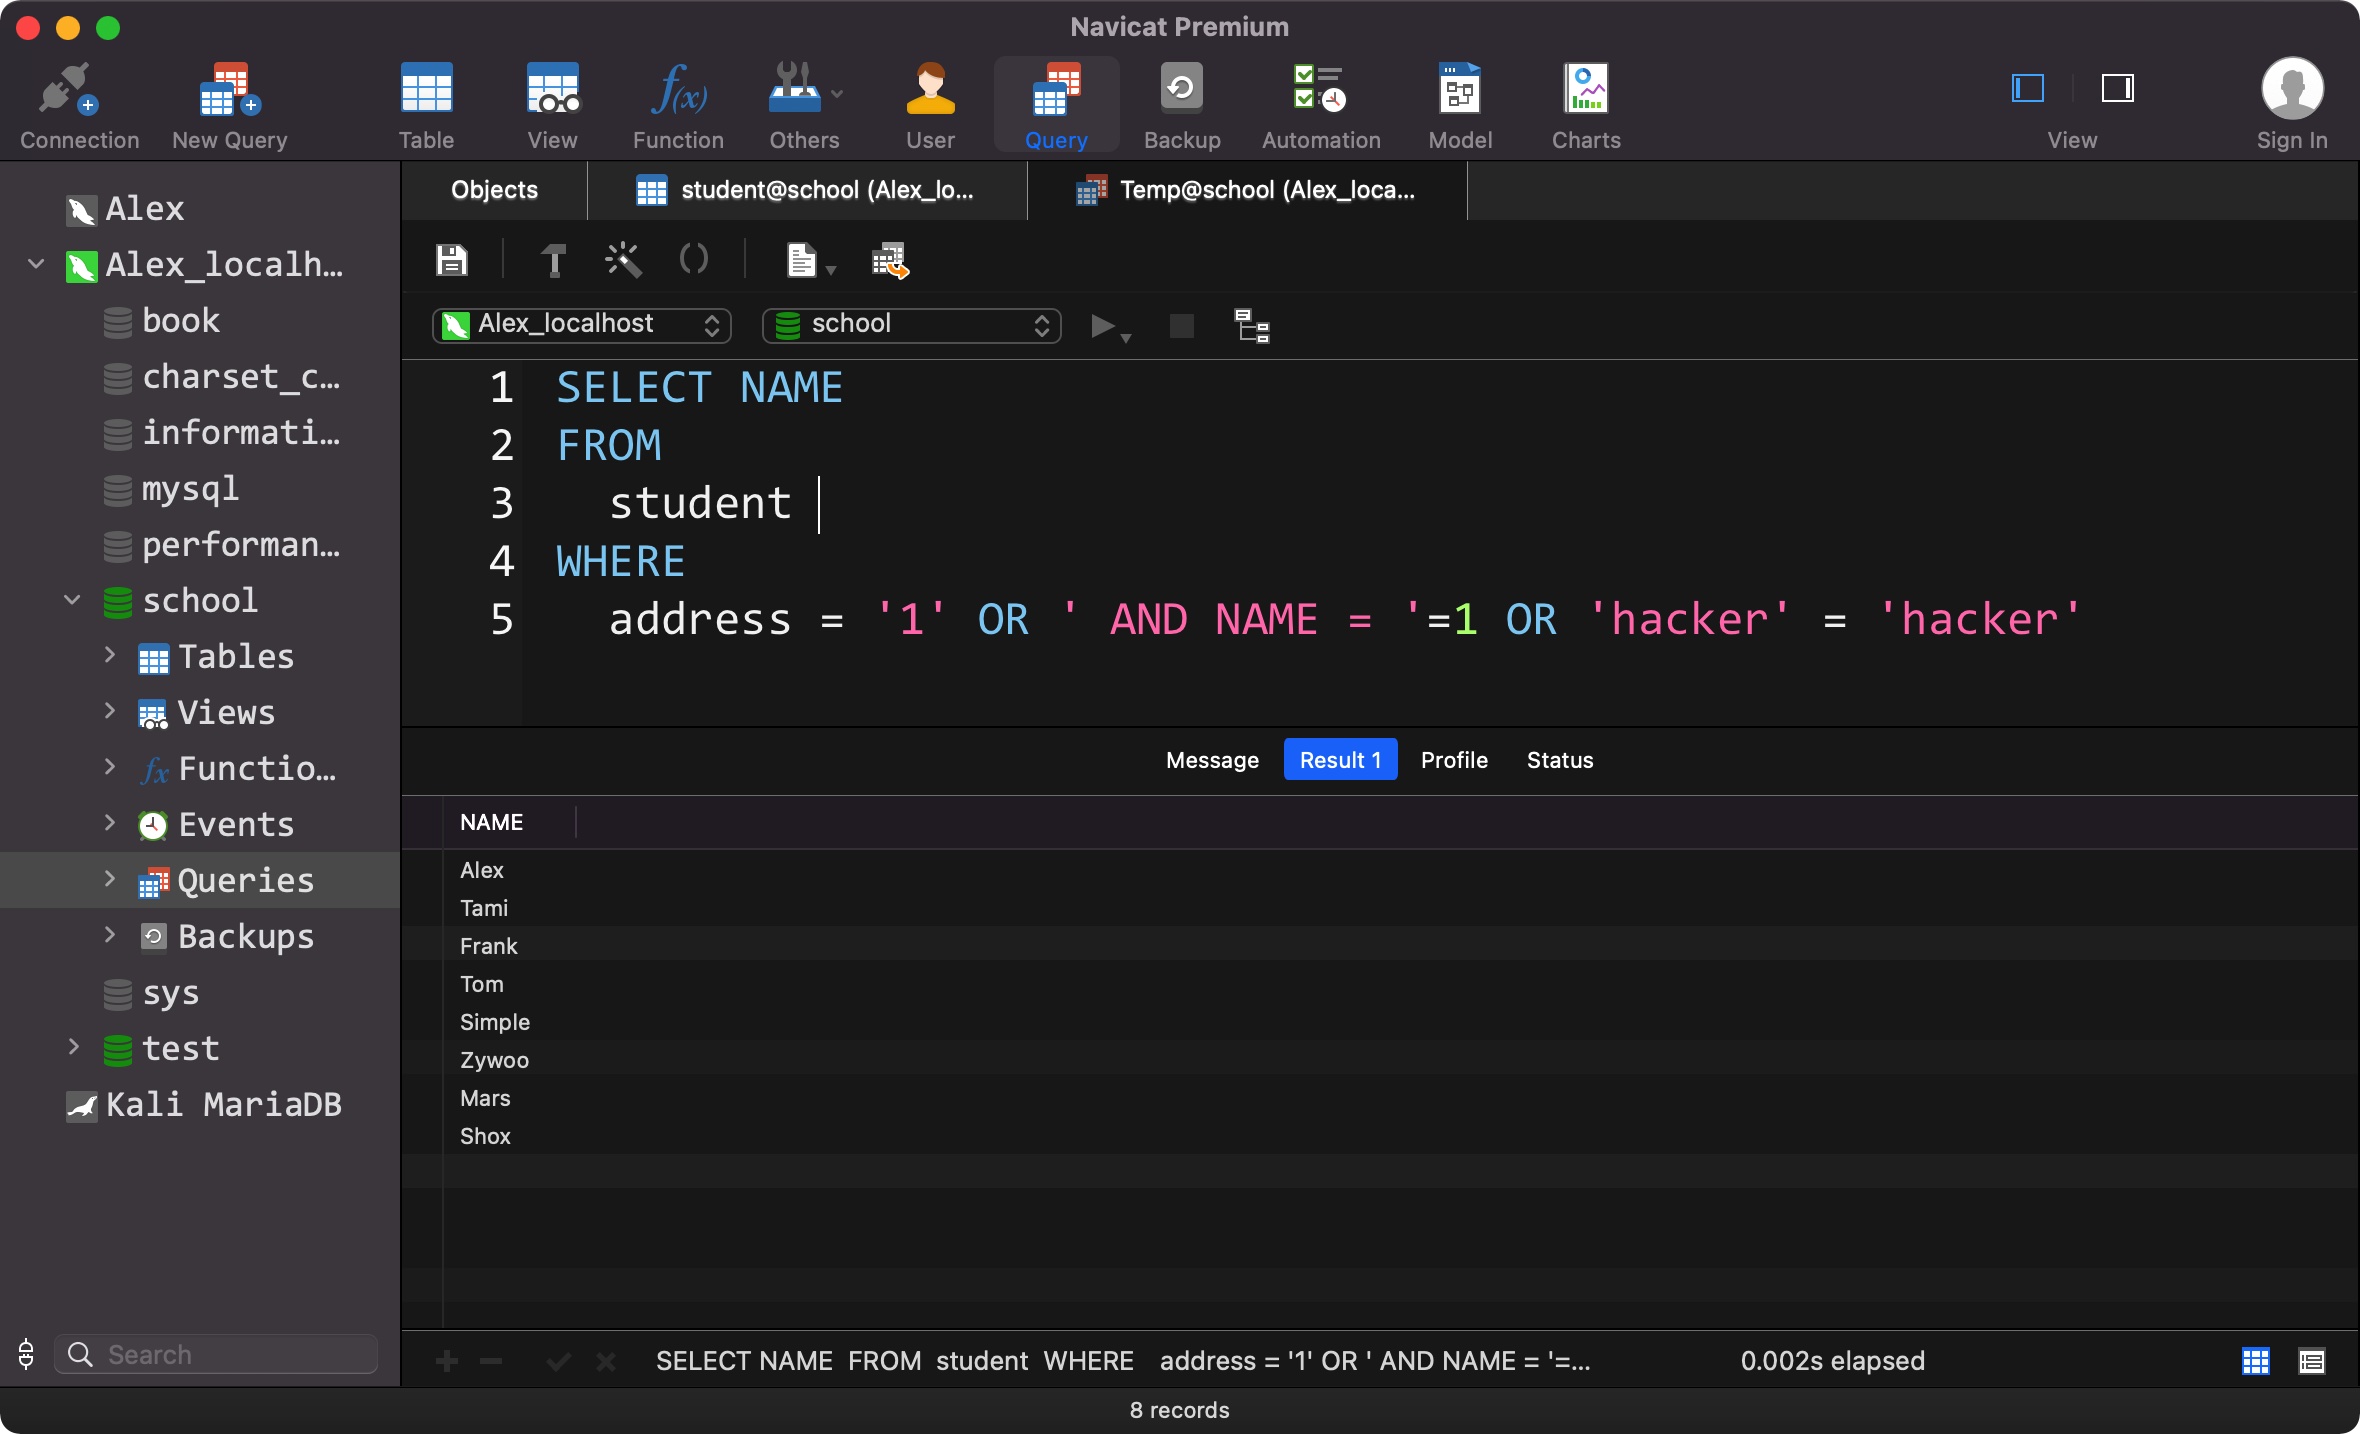 Navicat Premium
Connection
New Query
Table
View
Function
Others
User
Query
Backup
Automation
Model
Charts
View
Sign In
Alex
Alex_localh...
book
charset_c...
informati...
mysql
performan...
school
Tables
Views
Functio...
Events
Queries
Backups
sys
test
Kali MariaDB
Search
Objects
student@school (Alex_lo...
Temp@school (Alex_loca...
Alex_localhost
school
1 SELECT NAME
2 FROM
3 student
4 WHERE
5 address = '1' OR ' AND NAME = '=1 OR 'hacker' = 'hacker'
Message
Result 1
Profile
Status
NAME
Alex
Tami
Frank
Tom
Simple
Zywoo
Mars
Shox
SELECT NAME FROM student WHERE address = '1' OR ' AND NAME = '=...
0.002s elapsed
8 records